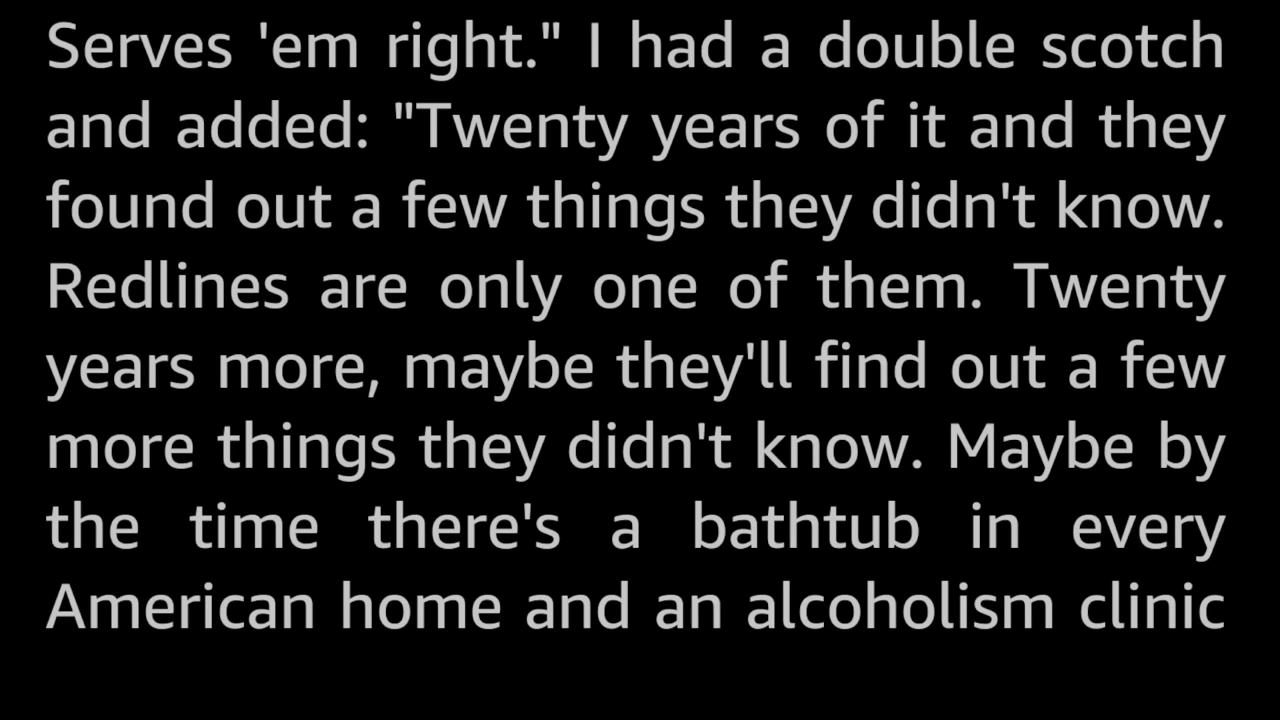 Serves 'em right." I had a double scotch
and added: "Twenty years of it and they
found out a few things they didn't know.
Redlines are only one of them. Twenty
years more, maybe they'll find out a few
more things they didn't know. Maybe by
the time there's a bathtub in every
American home and an alcoholism clinic